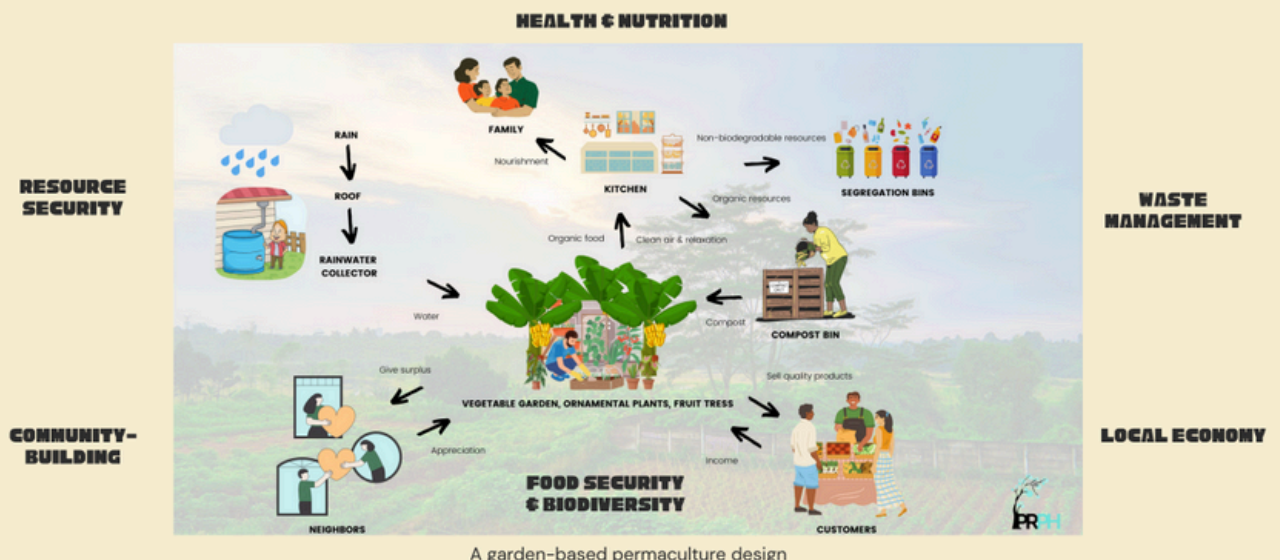 HEALTH & NUTRITION
FAMILY
Nourishment
KITCHEN
Non-biodegradable resources
SEGREGATION BINS
RAIN
ROOF
RAINWATER
COLLECTOR
RESOURCE
SECURITY
WASTE
MANAGEMENT
Organic resources
Organic food
Clean air & relaxation
Water
Compost
COMPOST BIN
Give surplus
Sell quality products
VEGETABLE GARDEN, ORNAMENTAL PLANTS, FRUIT TRESS
COMMUNITY-
BUILDING
Appreciation
Income
LOCAL ECONOMY
FOOD SECURITY
& BIODIVERSITY
NEIGHBORS
CUSTOMERS
PRPH
A garden-based permaculture design